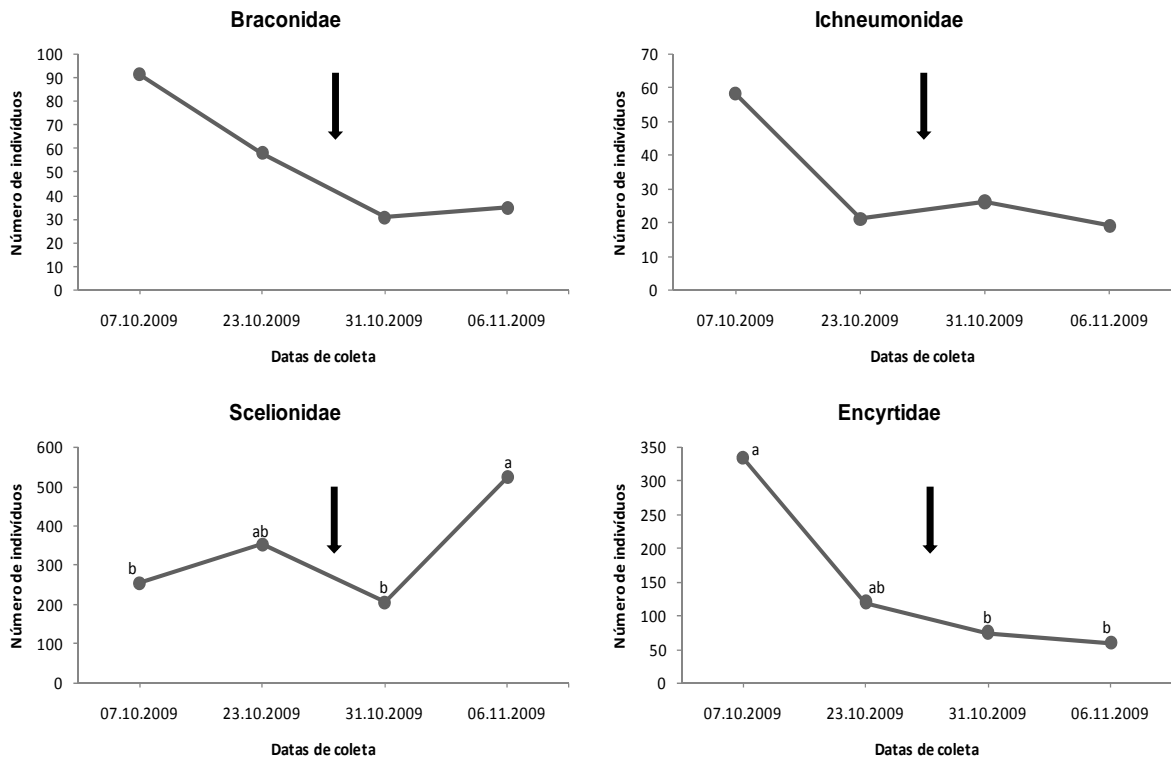 Braconidae
Número de indivíduos
100
90
80
70
60
50
40
30
20
10
0
07.10.2009 23.10.2009 31.10.2009 06.11.2009
Datas de coleta
Ichneumonidae
Número de indivíduos
70
60
50
40
30
20
10
0
07.10.2009 23.10.2009 31.10.2009 06.11.2009
Datas de coleta
Scelionidae
Número de indivíduos
600
500
400
300
200
100
0
b
ab
b
a
07.10.2009 23.10.2009 31.10.2009 06.11.2009
Datas de coleta
Encyrtidae
Número de indivíduos
350
300
250
200
150
100
50
0
a
ab
b
b
07.10.2009 23.10.2009 31.10.2009 06.11.2009
Datas de coleta